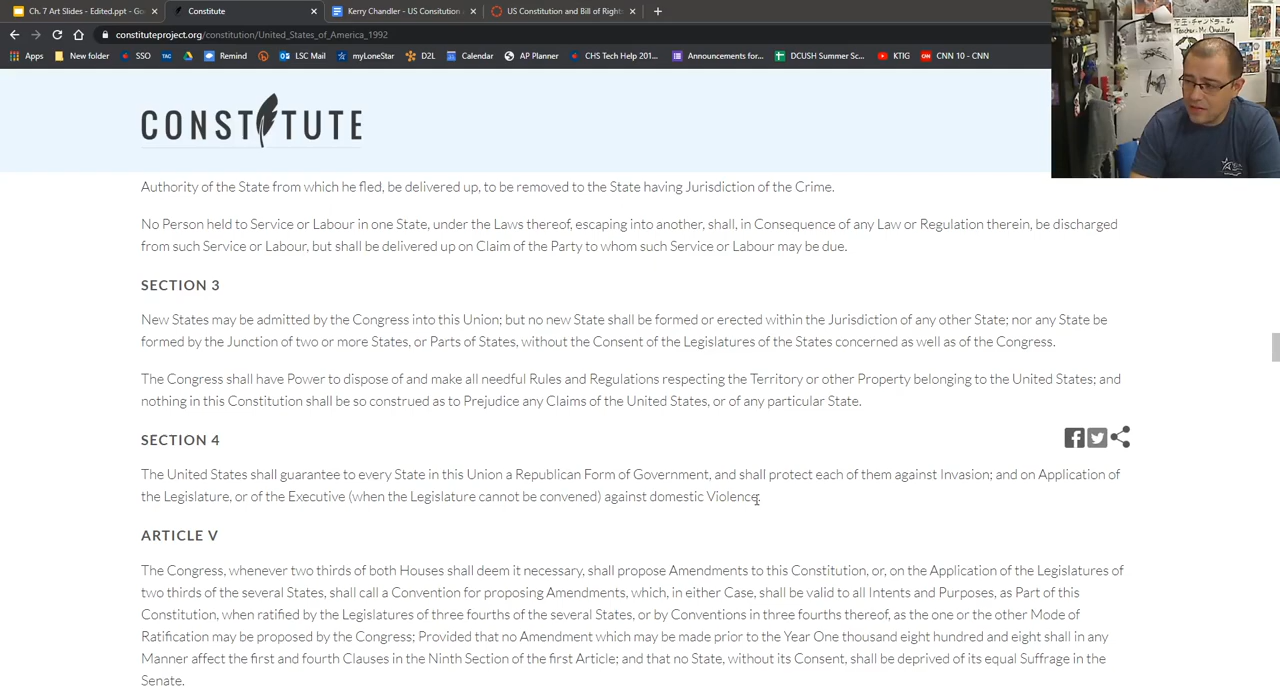 Ch. 7 Art Slides - Edited.ppt - Go
Constitute
Kerry Chandler - US Consitution
US Constitution and Bill of Right
constituteproject.org/constitution/United_States_of_America_1992
Apps New folder SSO TAC Remind LSC Mail myLoneStar D2L Calendar AP Planner CHS Tech Help 201... Announcements for... DCUSH Summer Sc... KTIG CNN 10 - CNN
Teacher: Mr. Chandler
CONSTITUTE
Authority of the State from which he fled, be delivered up, to be removed to the State having Jurisdiction of the Crime.
No Person held to Service or Labour in one State, under the Laws thereof, escaping into another, shall, in Consequence of any Law or Regulation therein, be discharged
from such Service or Labour, but shall be delivered up on Claim of the Party to whom such Service or Labour may be due.
SECTION 3
New States may be admitted by the Congress into this Union; but no new State shall be formed or erected within the Jurisdiction of any other State; nor any State be
formed by the Junction of two or more States, or Parts of States, without the Consent of the Legislatures of the States concerned as well as of the Congress.
The Congress shall have Power to dispose of and make all needful Rules and Regulations respecting the Territory or other Property belonging to the United States; and
nothing in this Constitution shall be so construed as to Prejudice any Claims of the United States, or of any particular State.
SECTION 4
The United States shall guarantee to every State in this Union a Republican Form of Government, and shall protect each of them against Invasion; and on Application of
the Legislature, or of the Executive (when the Legislature cannot be convened) against domestic Violence.
ARTICLE V
The Congress, whenever two thirds of both Houses shall deem it necessary, shall propose Amendments to this Constitution, or, on the Application of the Legislatures of
two thirds of the several States, shall call a Convention for proposing Amendments, which, in either Case, shall be valid to all Intents and Purposes, as Part of this
Constitution, when ratified by the Legislatures of three fourths of the several States, or by Conventions in three fourths thereof, as the one or the other Mode of
Ratification may be proposed by the Congress; Provided that no Amendment which may be made prior to the Year One thousand eight hundred and eight shall in any
Manner affect the first and fourth Clauses in the Ninth Section of the first Article; and that no State, without its Consent, shall be deprived of its equal Suffrage in the
Senate.